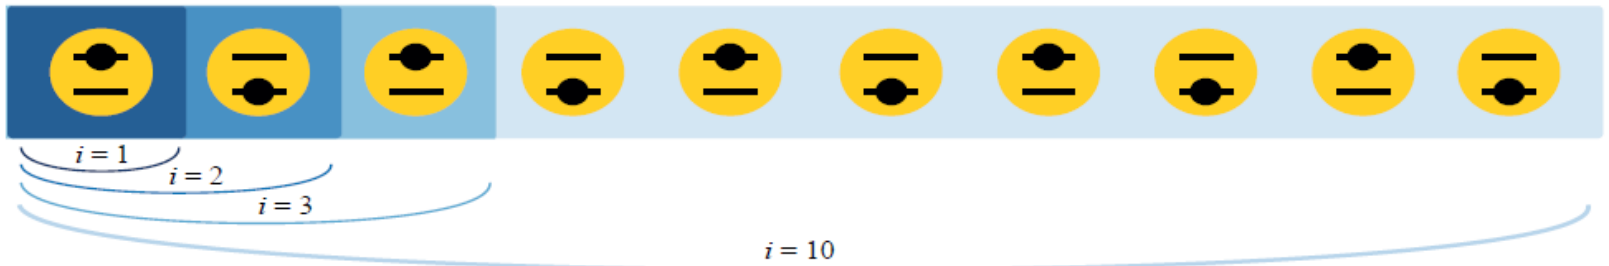 i = 1
i = 2
i = 3
i = 10